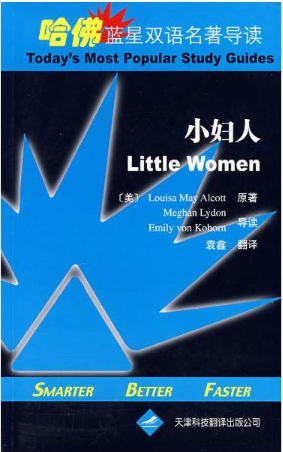 哈佛蓝星双语名著导读
Today's Most Popular Study Guides
小妇人
Little Women
〔美〕 Louisa May Alcott 原著
Meghan Lydon
Emily von Kohorn 导读
袁鑫 翻译
SMARTER BETTER FASTER
天津科技翻译出版公司